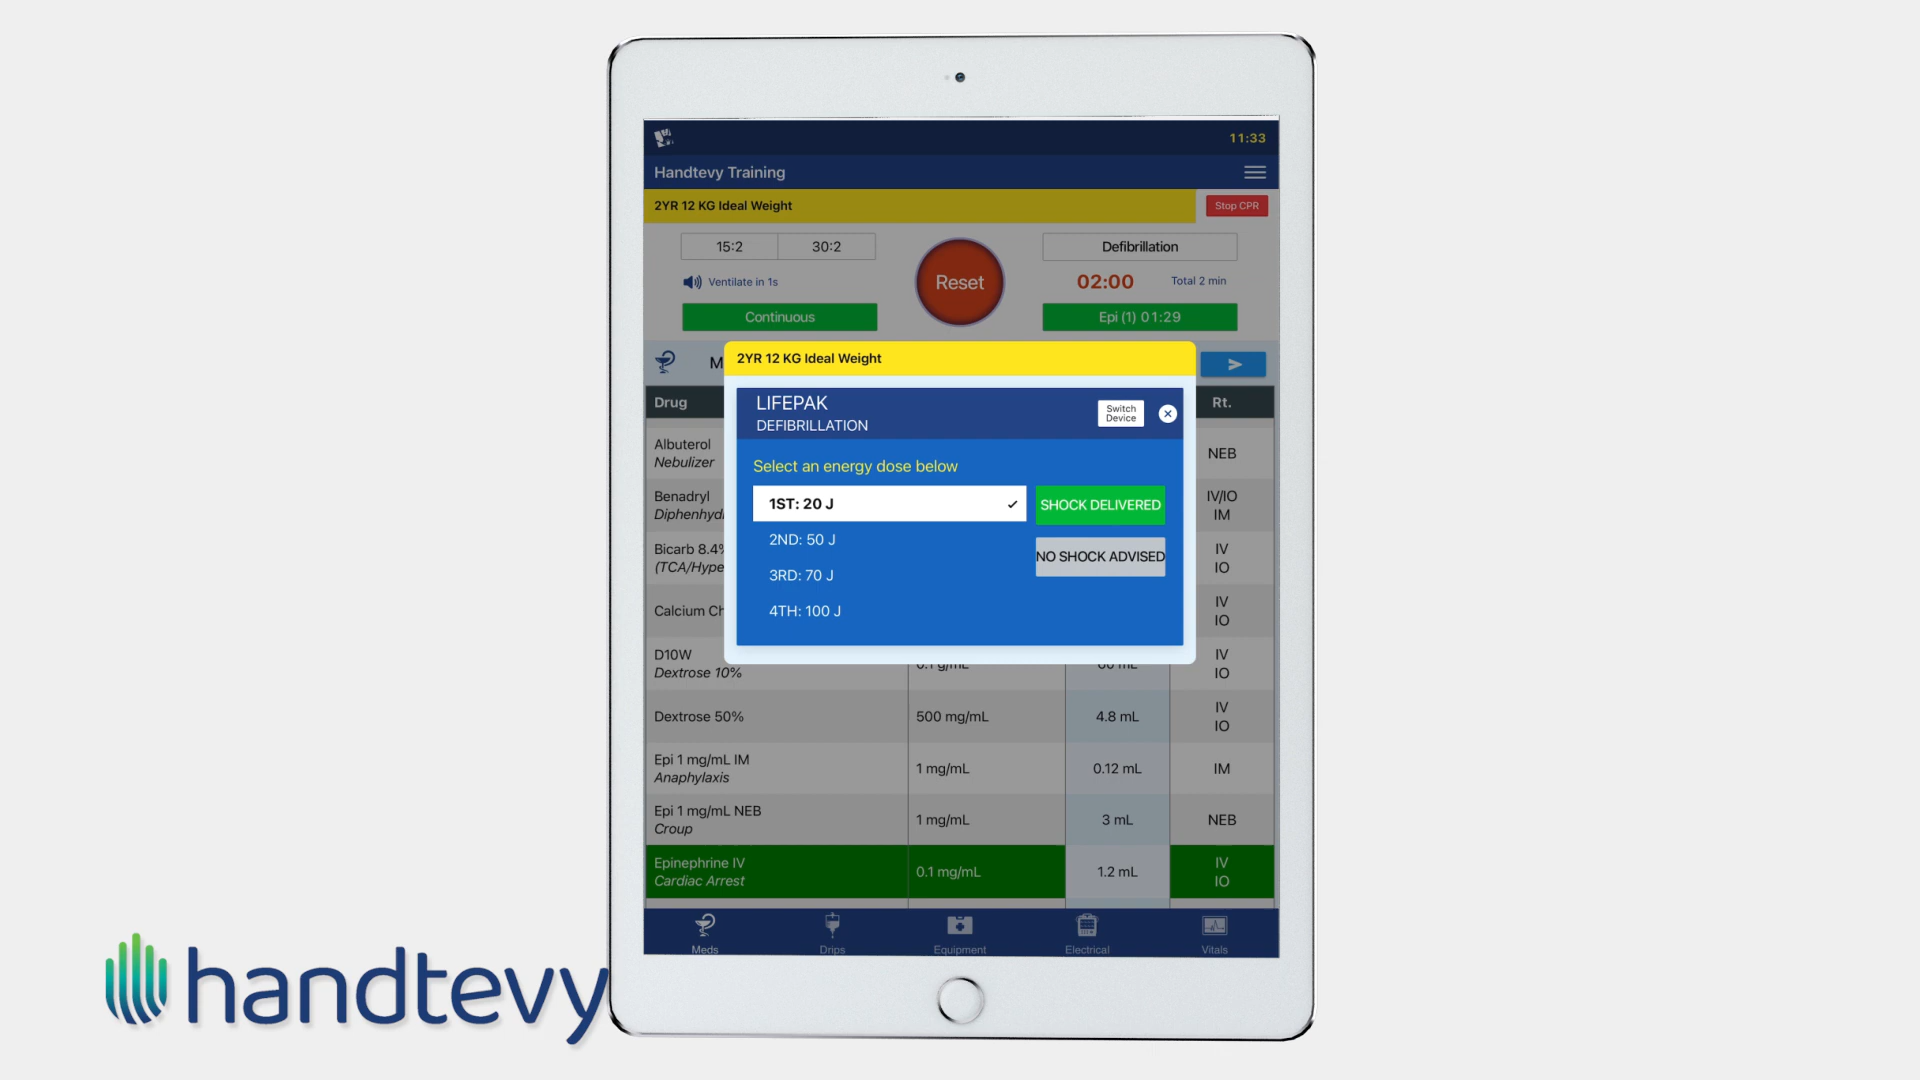 11:33
Handtevy Training
2YR 12 KG Ideal Weight
Stop CPR
15:2
30:2
Defibrillation
Reset
Ventilate in 1s
02:00
Total 2 min
Continuous
Epi (1) 01:29
M
2YR 12 KG Ideal Weight
Drug
Rt.
LIFEPAK
DEFIBRILLATION
Switch
Device
Select an energy dose below
1ST: 20 J
SHOCK DELIVERED
2ND: 50 J
NO SHOCK ADVISED
3RD: 70 J
4TH: 100 J
Albuterol
Nebulizer
NEB
Benadryl
Diphenhyd
IV/IO
IM
Bicarb 8.4%
(TCA/Hype
IV
IO
Calcium Ch
IV
IO
D10W
Dextrose 10%
IV
IO
Dextrose 50%
500 mg/mL
4.8 mL
IV
IO
Epi 1 mg/mL IM
Anaphylaxis
1 mg/mL
0.12 mL
IM
Epi 1 mg/mL NEB
Croup
1 mg/mL
3 mL
NEB
Epinephrine IV
Cardiac Arrest
0.1 mg/mL
1.2 mL
IV
IO
Meds
Drips
Equipment
Electrical
Vitals
handtevy